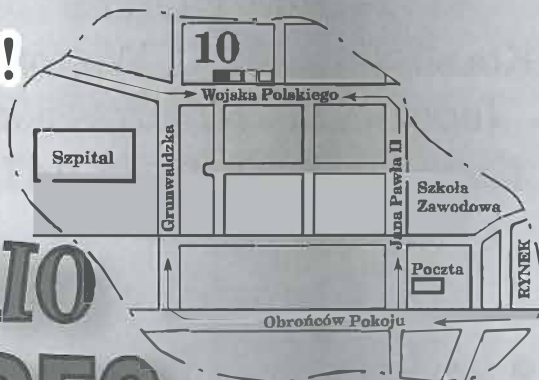 !
10
Wojska Polskiego
Szpital
Grunwaldzka
Jana Pawła II
Szkoła
Zawodowa
Poczta
RYNEK
Obrońców Pokoju